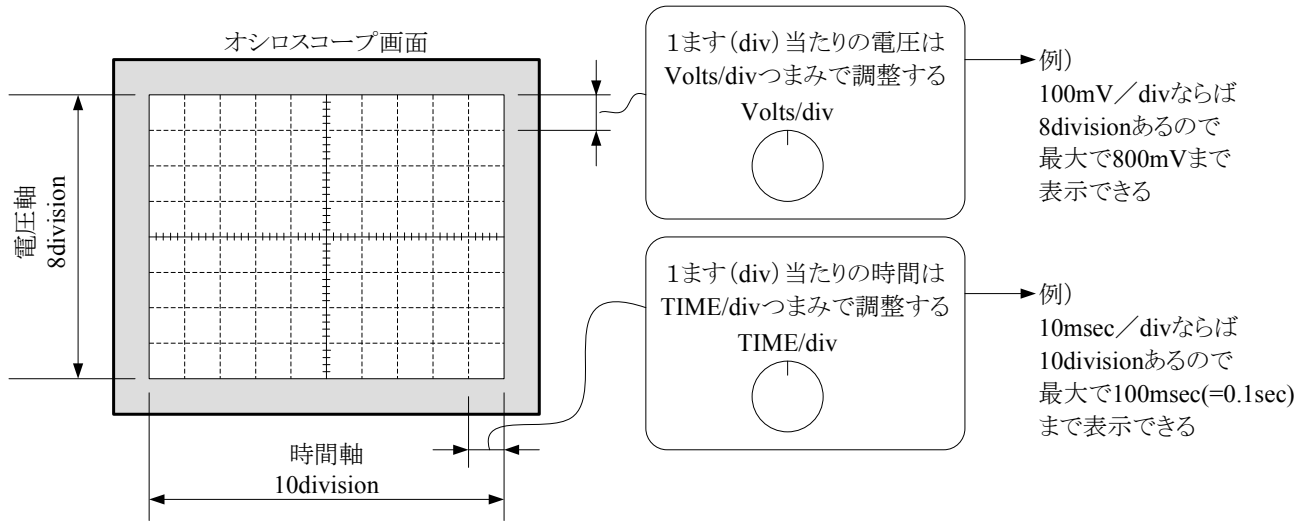 オシロスコープ画面
電圧軸
8division
時間軸
10division
1ます(div)当たりの電圧は
Volts/divつまみで調整する
Volts/div
例)
100mV/divならば
8divisionあるので
最大で800mVまで
表示できる
1ます(div)当たりの時間は
TIME/divつまみで調整する
TIME/div
例)
10msec/divならば
10divisionあるので
最大で100msec(=0.1sec)
まで表示できる